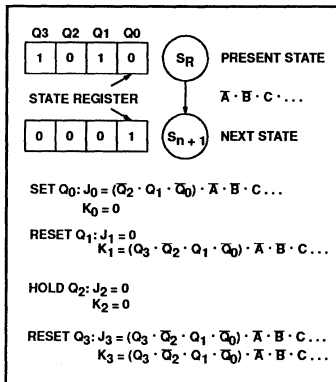 Q3 Q2 Q1 Q0
1 0 1 0 SR PRESENT STATE
STATE REGISTER A̅ · B̅ · C · ...
0 0 0 1 Sn + 1 NEXT STATE
SET Q0: J0 = (Q̅2 · Q1 · Q̅0) · A̅ · B̅ · C ...
K0 = 0
RESET Q1: J1 = 0
K1 = (Q3 · Q̅2 · Q1 · Q̅0) · A̅ · B̅ · C ...
HOLD Q2: J2 = 0
K2 = 0
RESET Q3: J3 = (Q3 · Q̅2 · Q1 · Q̅0) · A̅ · B̅ · C ...
K3 = (Q3 · Q̅2 · Q1 · Q̅0) · A̅ · B̅ · C ...